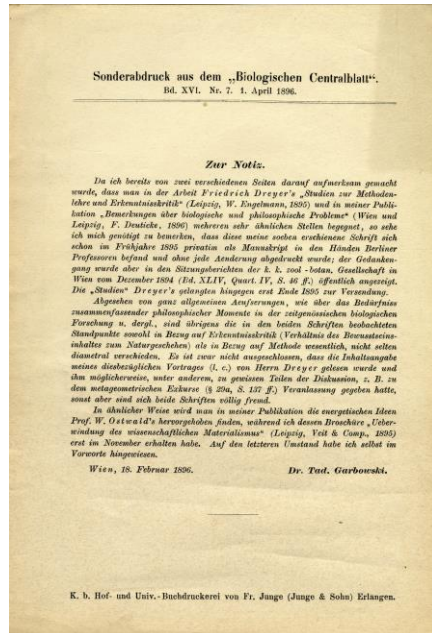 Sonderabdruck aus dem „Biologischen Centralblatt“.
Bd. XVI. Nr. 7. 1. April 1896.
Zur Notiz.
Da ich bereits von zwei verschiedenen Seiten darauf aufmerksam gemacht
wurde, dass man in der Arbeit Friedrich Dreyer's „Studien zur Methoden-
lehre und Erkenntnisskritik“ (Leipzig, W. Engelmann, 1895) und in meiner Publi-
kation „Bemerkungen über biologische und philosophische Probleme“ (Wien und
Leipzig, F. Deuticke, 1896) mehreren sehr ähnlichen Stellen begegnet, so sehe
ich mich genötigt zu bemerken, dass diese meine soeben erschienene Schrift sich
schon im Frühjahre 1895 privatim als Manuskript in den Händen Berliner
Professoren befand und ohne jede Aenderung abgedruckt wurde; der Gedanken-
gang wurde aber in den Sitzungsberichten der k. k. zool.-botan. Gesellschaft in
Wien vom Dezember 1894 (Bd. XLIV, Quart. IV, S. 46 ff.) öffentlich angezeigt.
Die „Studien“ Dreyer's gelangten hingegen erst Ende 1895 zur Versendung.
Abgesehen von ganz allgemeinen Aeufserungen, wie über das Bedürfniss
zusammenfassender philosophischer Momente in der zeitgenössischen biologischen
Forschung u. dergl., sind übrigens die in den beiden Schriften beobachteten
Standpunkte sowohl in Bezug auf Erkenntnisskritik (Verhältnis des Bewusstseins-
inhaltes zum Naturgeschehen) als in Bezug auf Methode wesentlich, nicht selten
diametral verschieden. Es ist zwar nicht ausgeschlossen, dass die Inhaltsangabe
meines diesbezüglichen Vortrages (l. c.) von Herrn Dreyer gelesen wurde und
ihm möglicherweise, unter anderem, zu gewissen Teilen der Diskussion, z. B. zu
dem metageometrischen Exkurse (§ 29a, S. 137 ff.) Veranlassung gegeben hatte,
sonst aber sind sich beide Schriften völlig fremd.
In ähnlicher Weise wird man in meiner Publikation die energetischen Ideen
Prof. W. Ostwald's hervorgehoben finden, während ich dessen Broschüre „Ueber-
windung des wissenschaftlichen Materialismus“ (Leipzig, Veit & Comp., 1895)
erst im November erhalten habe. Auf den letzteren Umstand habe ich selbst im
Vorworte hingewiesen.
Wien, 18. Februar 1896. Dr. Tad. Garbowski.
K. b. Hof- und Univ.-Buchdruckerei von Fr. Junge (Junge & Sohn) Erlangen.